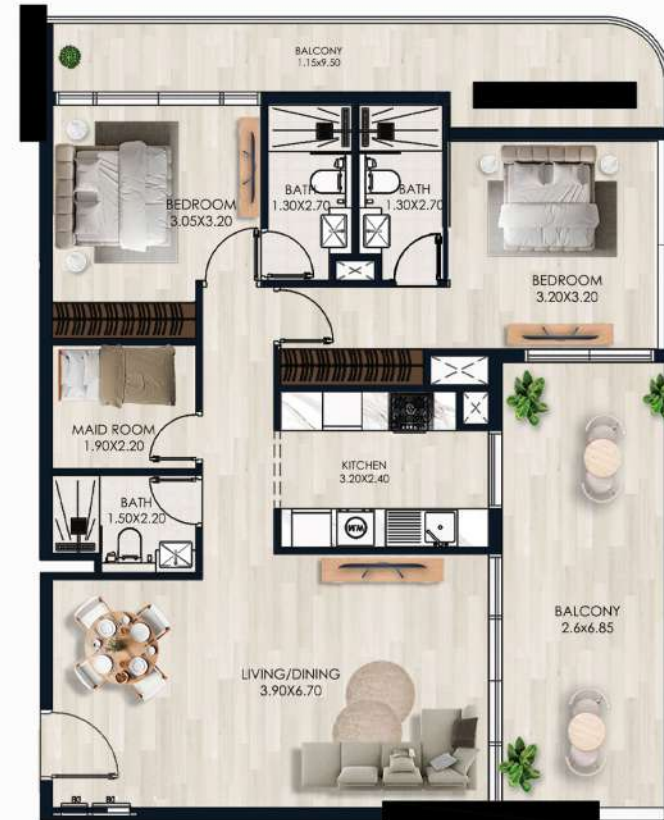 BALCONY
1.15x9.50
BEDROOM
3.05X3.20
BATH
1.30X2.70
BATH
1.30X2.70
BEDROOM
3.20X3.20
MAID ROOM
1.90X2.20
KITCHEN
3.20X2.40
BATH
1.50X2.20
W.M
BALCONY
2.6x6.85
LIVING/DINING
3.90X6.70